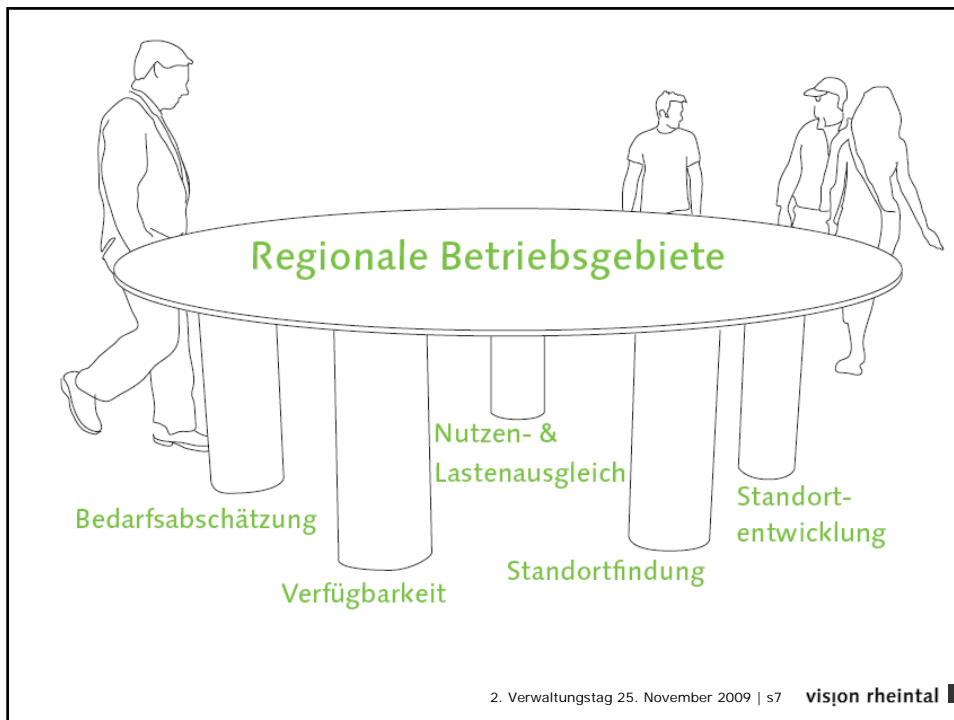 Regionale Betriebsgebiete
Nutzen- &
Lastenausgleich
Bedarfsabschätzung
Standort-
entwicklung
Standortfindung
Verfügbarkeit
2. Verwaltungstag 25. November 2009 | s7
vision rheintal